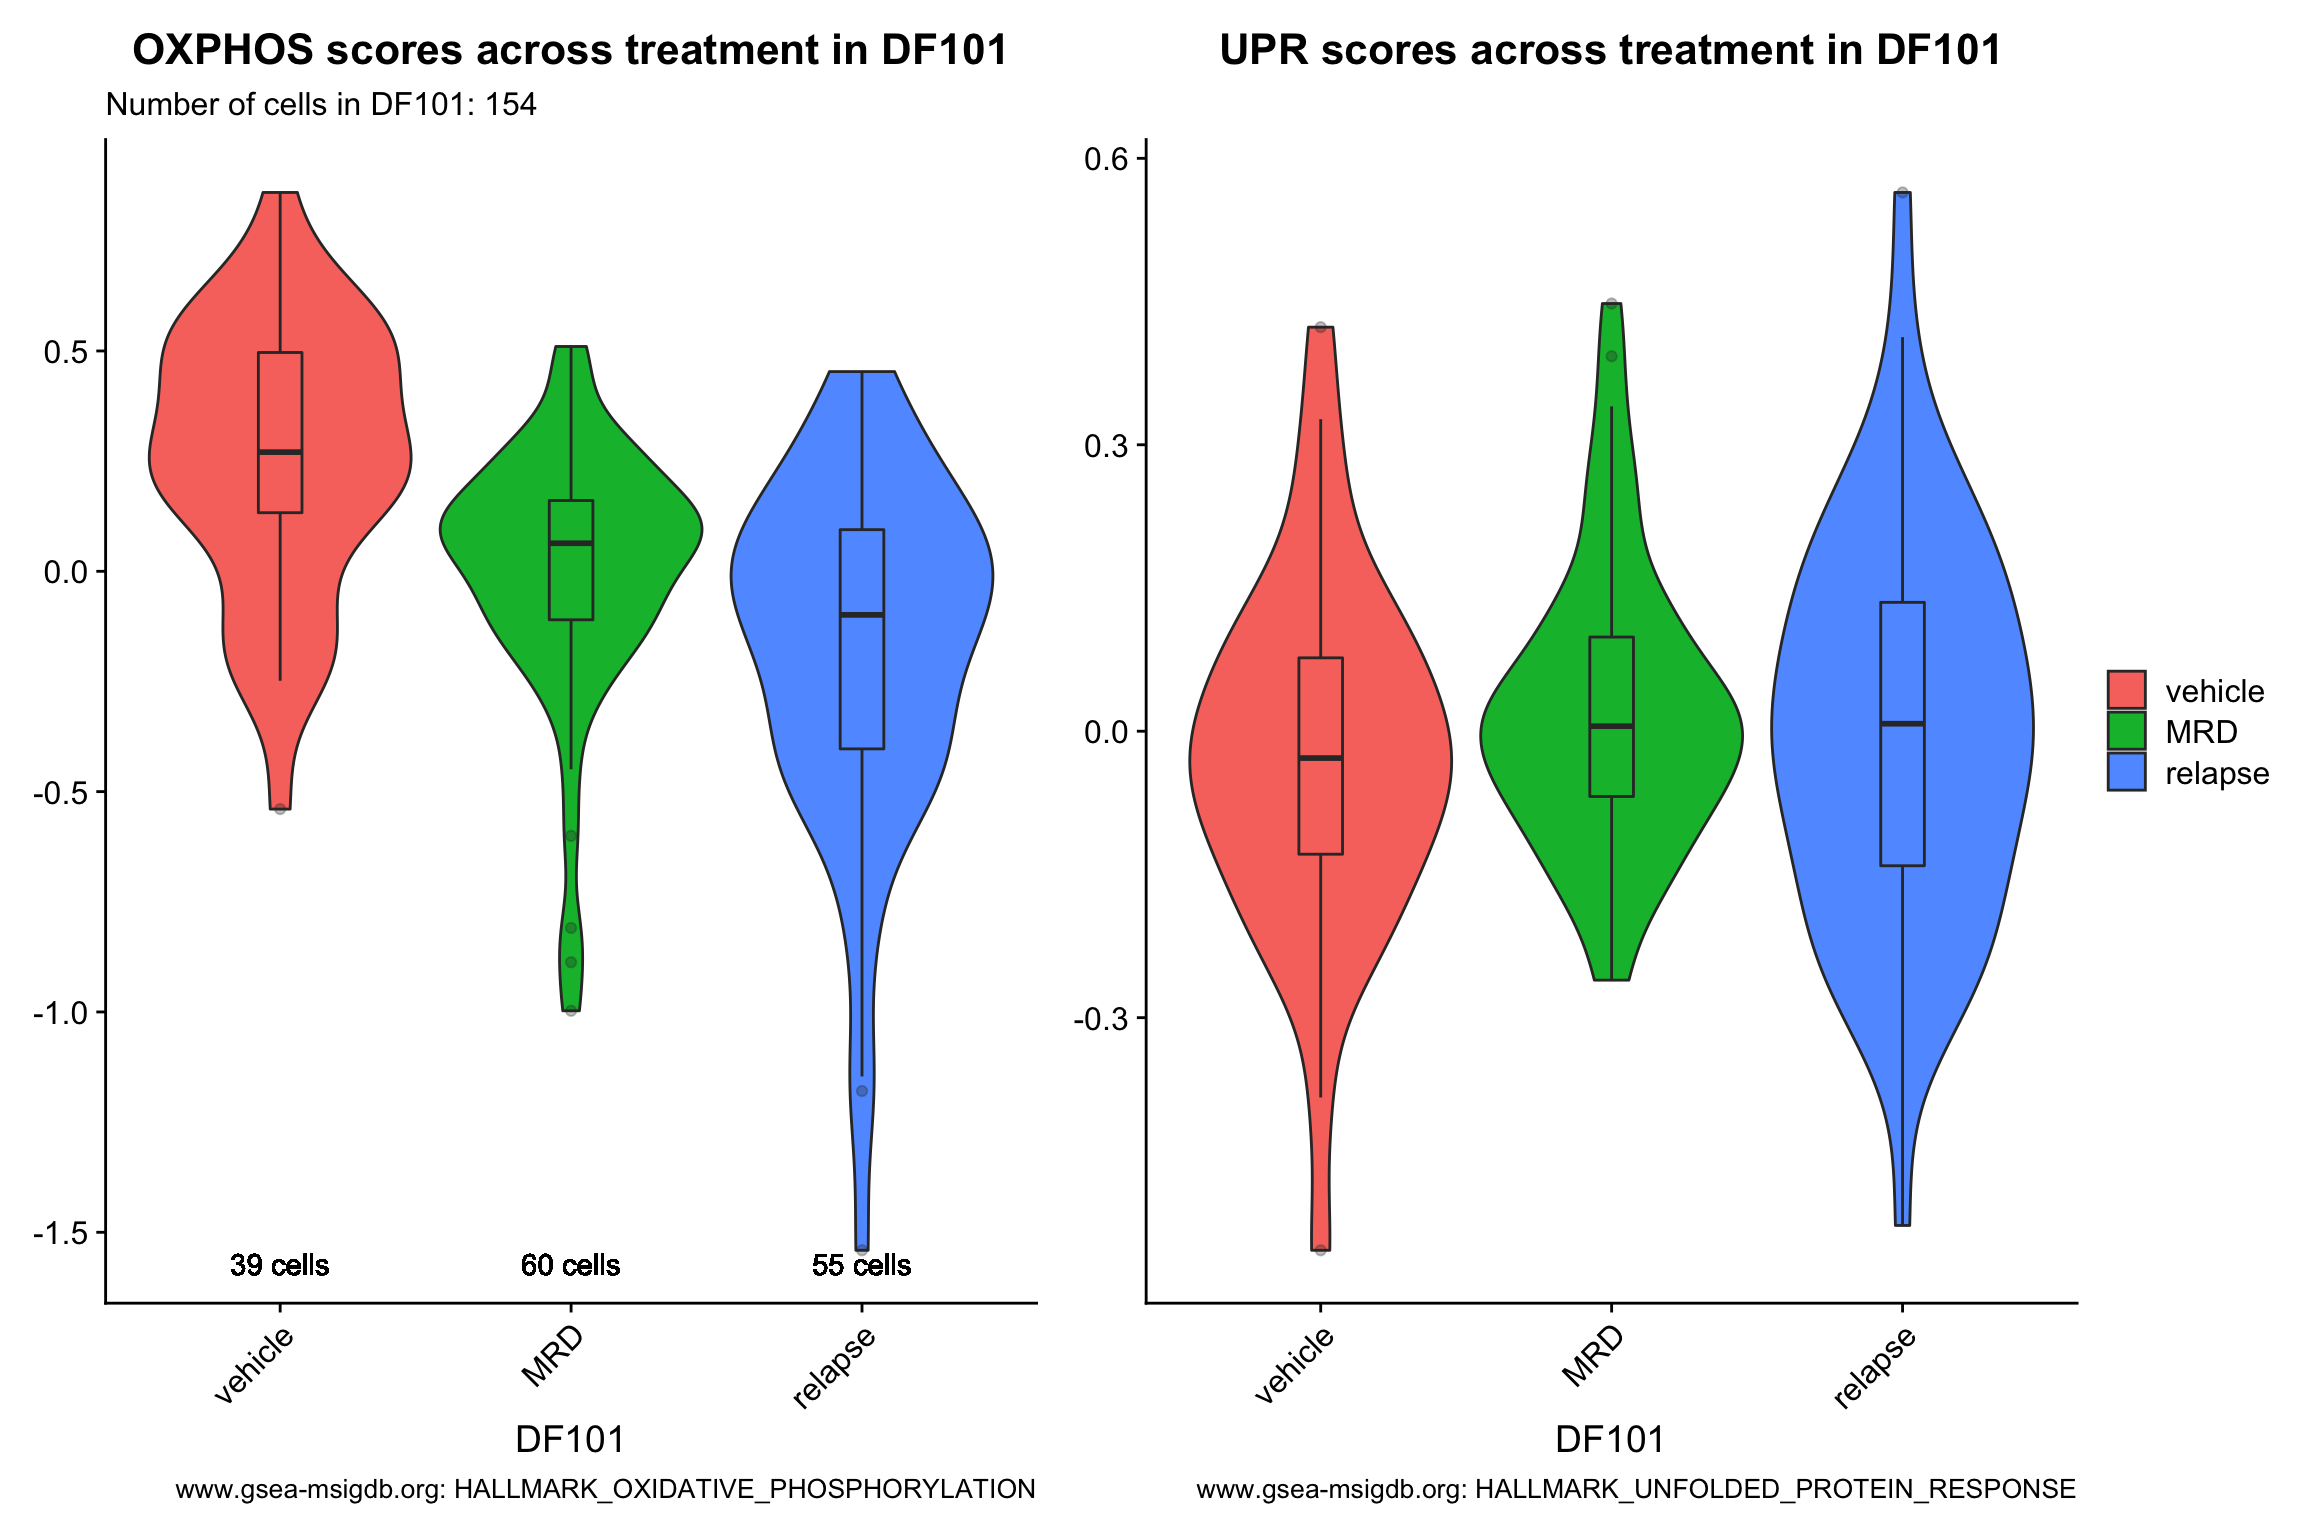 OXPHOS scores across treatment in DF101
Number of cells in DF101: 154
0.5
0.0
-0.5
-1.0
-1.5
39 cells
60 cells
55 cells
vehicle
MRD
relapse
DF101
www.gsea-msigdb.org: HALLMARK_OXIDATIVE_PHOSPHORYLATION
UPR scores across treatment in DF101
0.6
0.3
0.0
-0.3
vehicle
MRD
relapse
DF101
www.gsea-msigdb.org: HALLMARK_UNFOLDED_PROTEIN_RESPONSE
vehicle
MRD
relapse